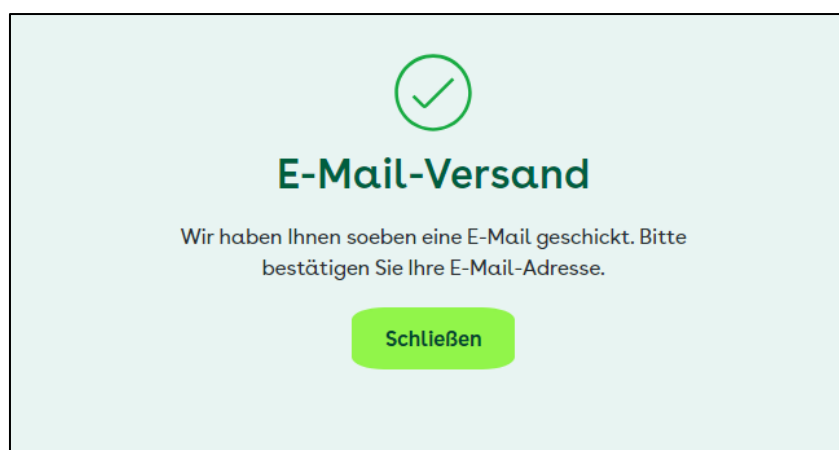 E-Mail-Versand
Wir haben Ihnen soeben eine E-Mail geschickt. Bitte
bestätigen Sie Ihre E-Mail-Adresse.
Schließen